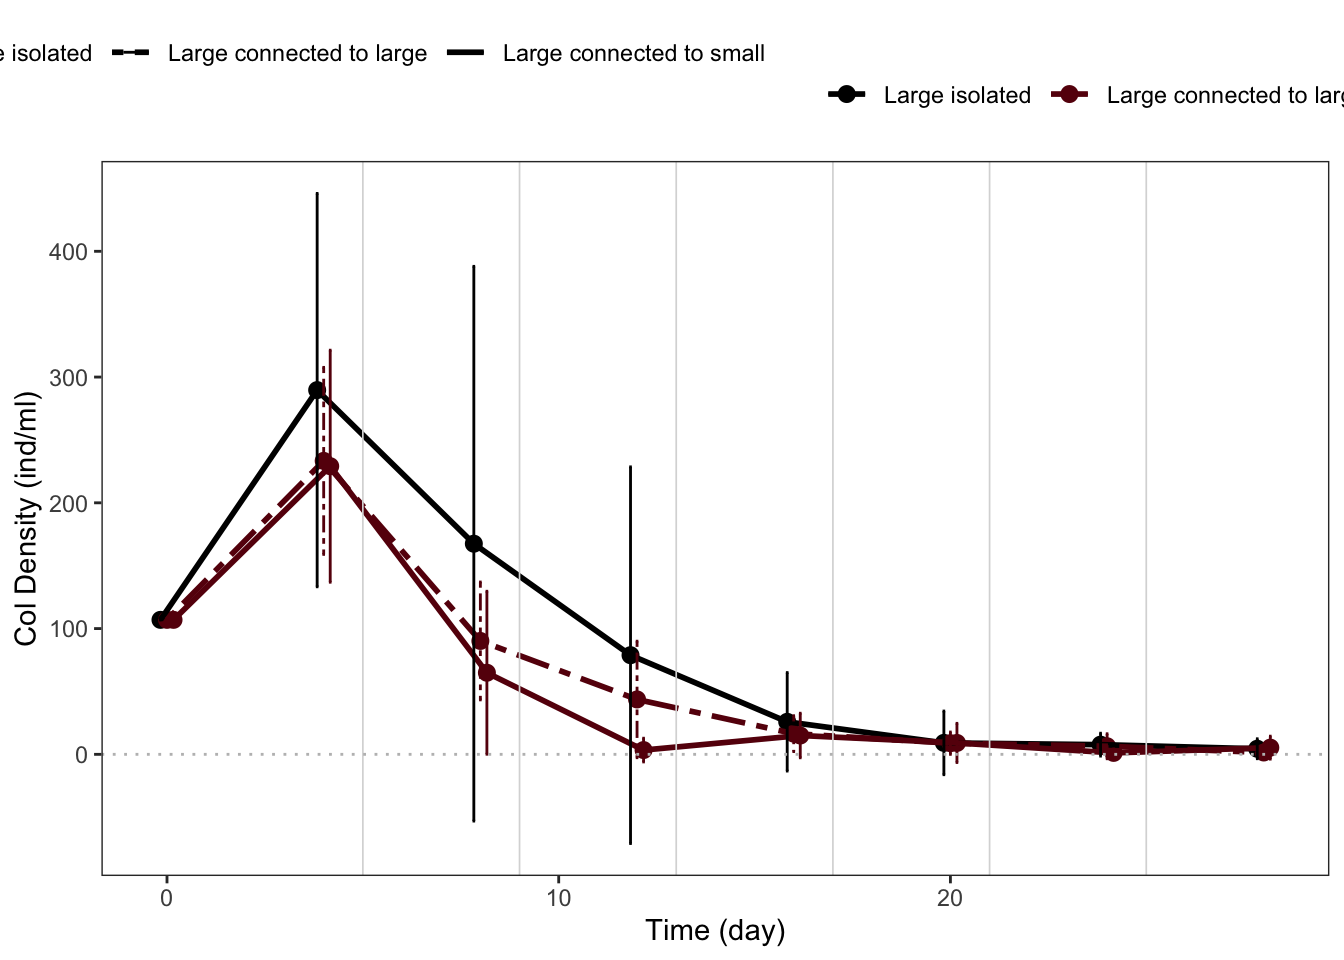 e isolated Large connected to large Large connected to small
Large isolated Large connected to larg
400
300
200
100
0
Col Density (ind/ml)
0 10 20
Time (day)